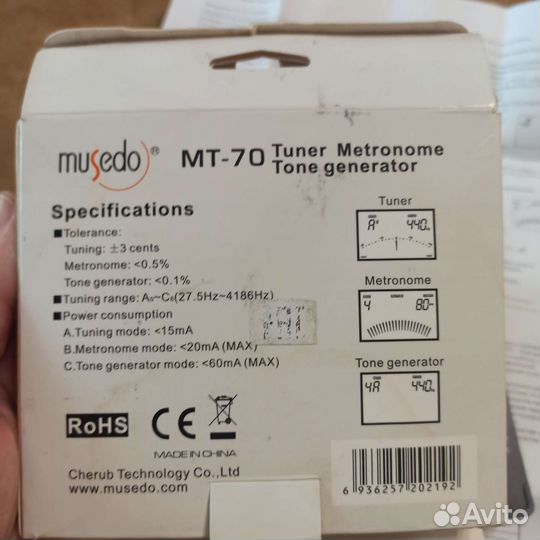 musedo® MT-70 Tuner Metronome
Tone generator
Specifications
■Tolerance:
Tuning: ±3 cents
Metronome: <0.5%
Tone generator: <0.1%
■Tuning range: A₀~C₈(27.5Hz~4186Hz)
■Power consumption
A.Tuning mode: <15mA
B.Metronome mode: <20mA (MAX)
C.Tone generator mode: <60mA (MAX)
Tuner
A 440Hz
Metronome
4 80
Tone generator
4A 440Hz
RoHS CE
MADE IN CHINA
Cherub Technology Co.,Ltd
www.musedo.com
6 936257 202192
Avito